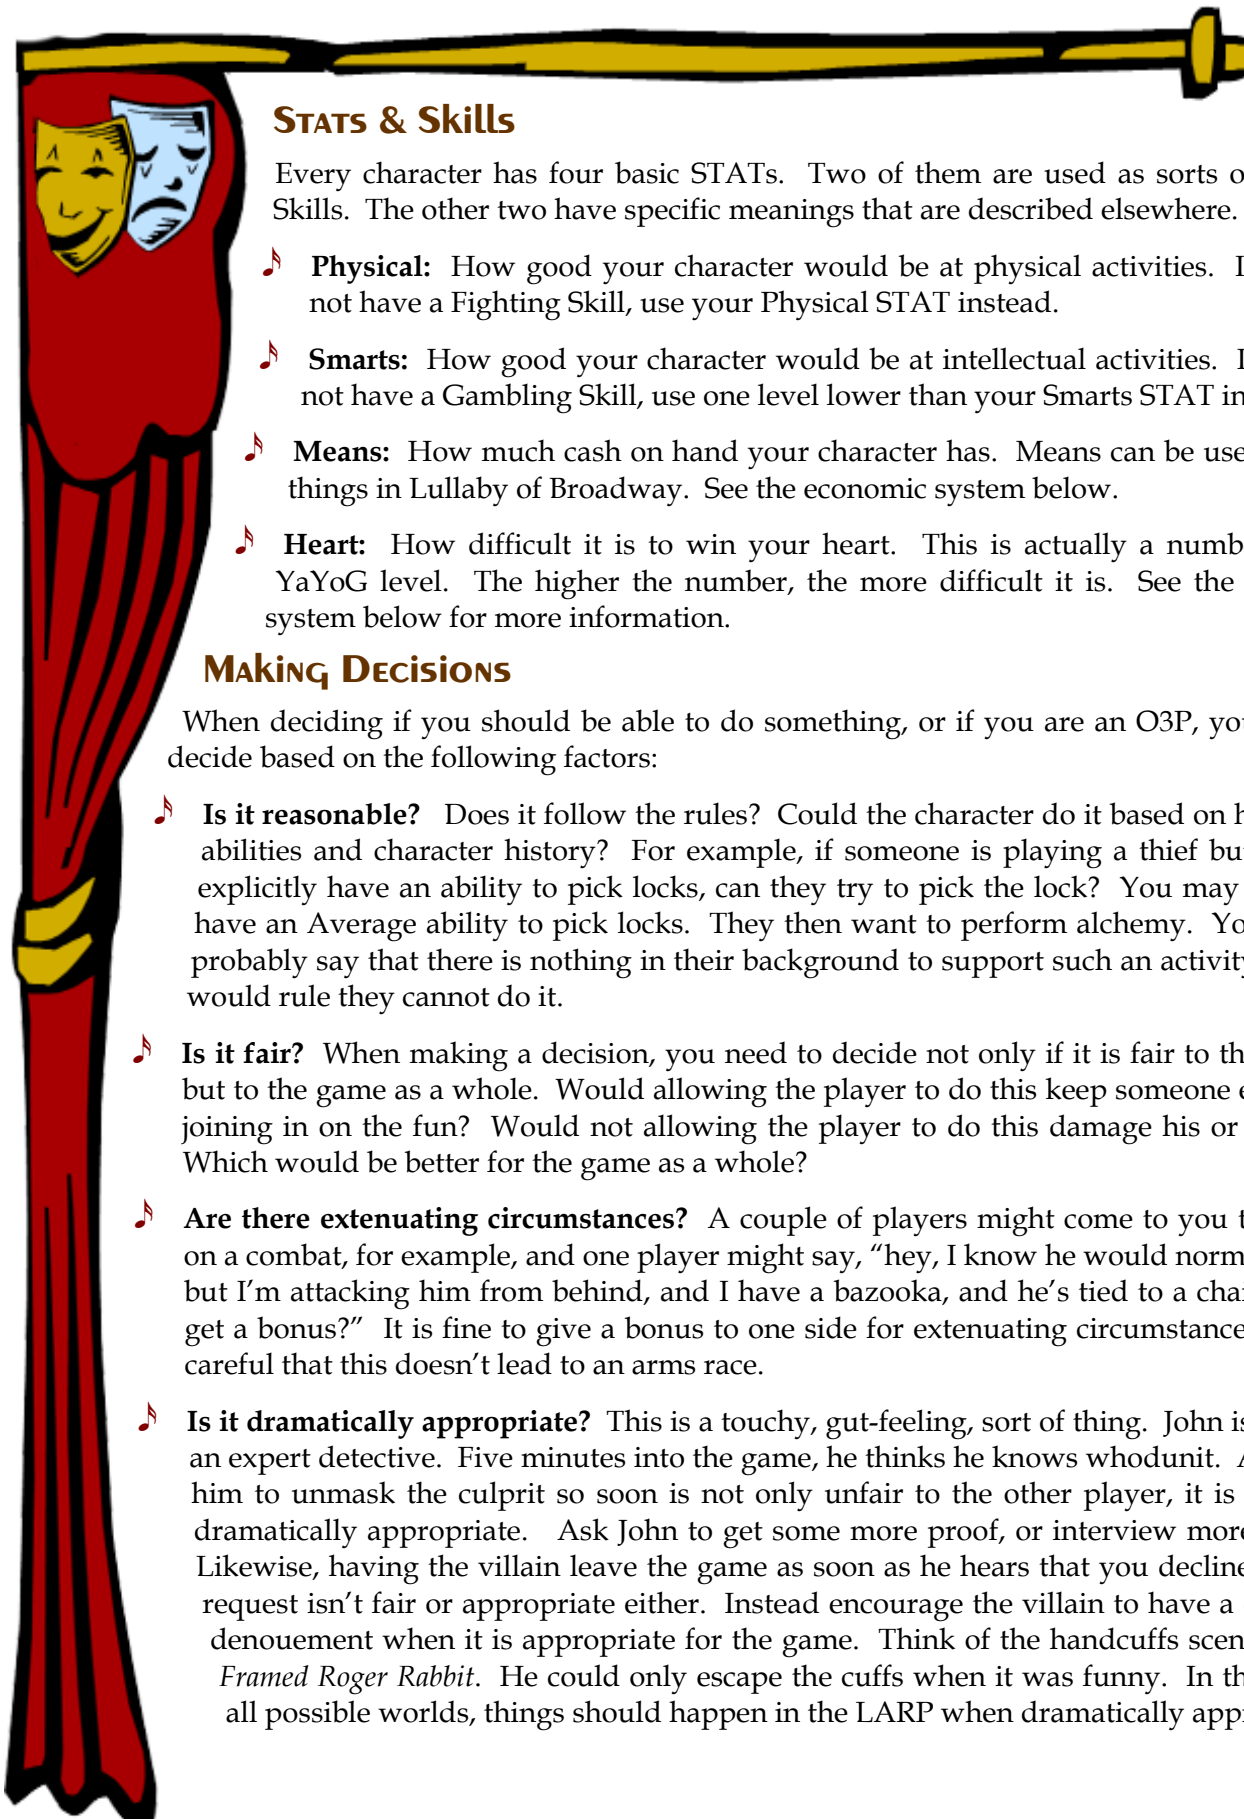 Stats & Skills
Every character has four basic STATs. Two of them are used as sorts o
Skills. The other two have specific meanings that are described elsewhere.
Physical: How good your character would be at physical activities. I
not have a Fighting Skill, use your Physical STAT instead.
Smarts: How good your character would be at intellectual activities. I
not have a Gambling Skill, use one level lower than your Smarts STAT in
Means: How much cash on hand your character has. Means can be use
things in Lullaby of Broadway. See the economic system below.
Heart: How difficult it is to win your heart. This is actually a numb
YaYoG level. The higher the number, the more difficult it is. See the
system below for more information.
Making Decisions
When deciding if you should be able to do something, or if you are an O3P, you
decide based on the following factors:
Is it reasonable? Does it follow the rules? Could the character do it based on h
abilities and character history? For example, if someone is playing a thief but
explicitly have an ability to pick locks, can they try to pick the lock? You may
have an Average ability to pick locks. They then want to perform alchemy. Yo
probably say that there is nothing in their background to support such an activity
would rule they cannot do it.
Is it fair? When making a decision, you need to decide not only if it is fair to th
but to the game as a whole. Would allowing the player to do this keep someone e
joining in on the fun? Would not allowing the player to do this damage his or
Which would be better for the game as a whole?
Are there extenuating circumstances? A couple of players might come to you t
on a combat, for example, and one player might say, “hey, I know he would norm
but I’m attacking him from behind, and I have a bazooka, and he’s tied to a chai
get a bonus?” It is fine to give a bonus to one side for extenuating circumstance
careful that this doesn’t lead to an arms race.
Is it dramatically appropriate? This is a touchy, gut-feeling, sort of thing. John is
an expert detective. Five minutes into the game, he thinks he knows whodunit. A
him to unmask the culprit so soon is not only unfair to the other player, it is
dramatically appropriate. Ask John to get some more proof, or interview more
Likewise, having the villain leave the game as soon as he hears that you decline
request isn’t fair or appropriate either. Instead encourage the villain to have a
denouement when it is appropriate for the game. Think of the handcuffs scen
Framed Roger Rabbit. He could only escape the cuffs when it was funny. In th
all possible worlds, things should happen in the LARP when dramatically app